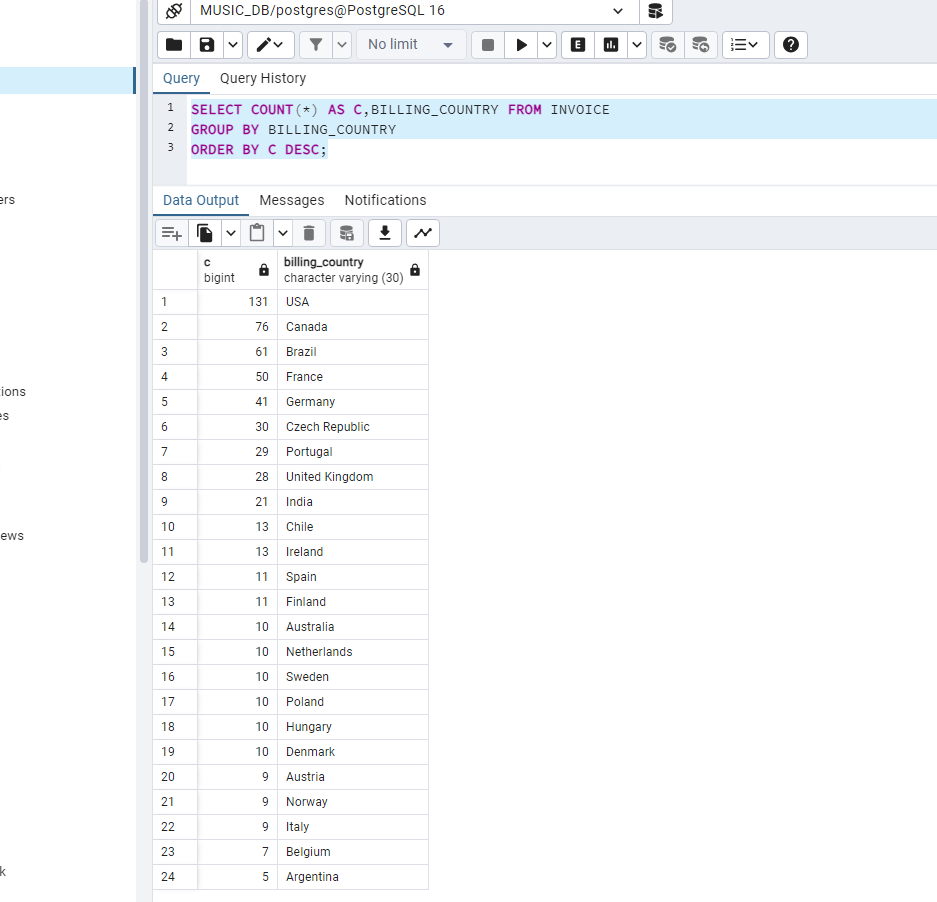 MUSIC_DB/postgres@PostgreSQL 16
No limit
E
Query Query History
1 SELECT COUNT(*) AS C,BILLING_COUNTRY FROM INVOICE
2 GROUP BY BILLING_COUNTRY
3 ORDER BY C DESC;
ers
ions
es
ews
k
Data Output Messages Notifications
c billing_country
bigint character varying (30)
1 131 USA
2 76 Canada
3 61 Brazil
4 50 France
5 41 Germany
6 30 Czech Republic
7 29 Portugal
8 28 United Kingdom
9 21 India
10 13 Chile
11 13 Ireland
12 11 Spain
13 11 Finland
14 10 Australia
15 10 Netherlands
16 10 Sweden
17 10 Poland
18 10 Hungary
19 10 Denmark
20 9 Austria
21 9 Norway
22 9 Italy
23 7 Belgium
24 5 Argentina